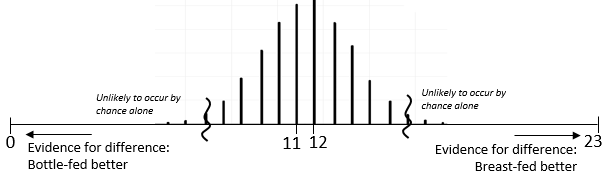 Unlikely to occur by
chance alone
Unlikely to occur by
chance alone
0
11 12
23
Evidence for difference:
Bottle-fed better
Evidence for difference:
Breast-fed better